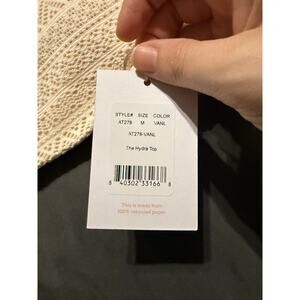 STYLE# SIZE COLOR
AT278 M VANL
AT278-VANL
The Hydra Top
8 40302 33166 8
This is made from
100% recycled paper.